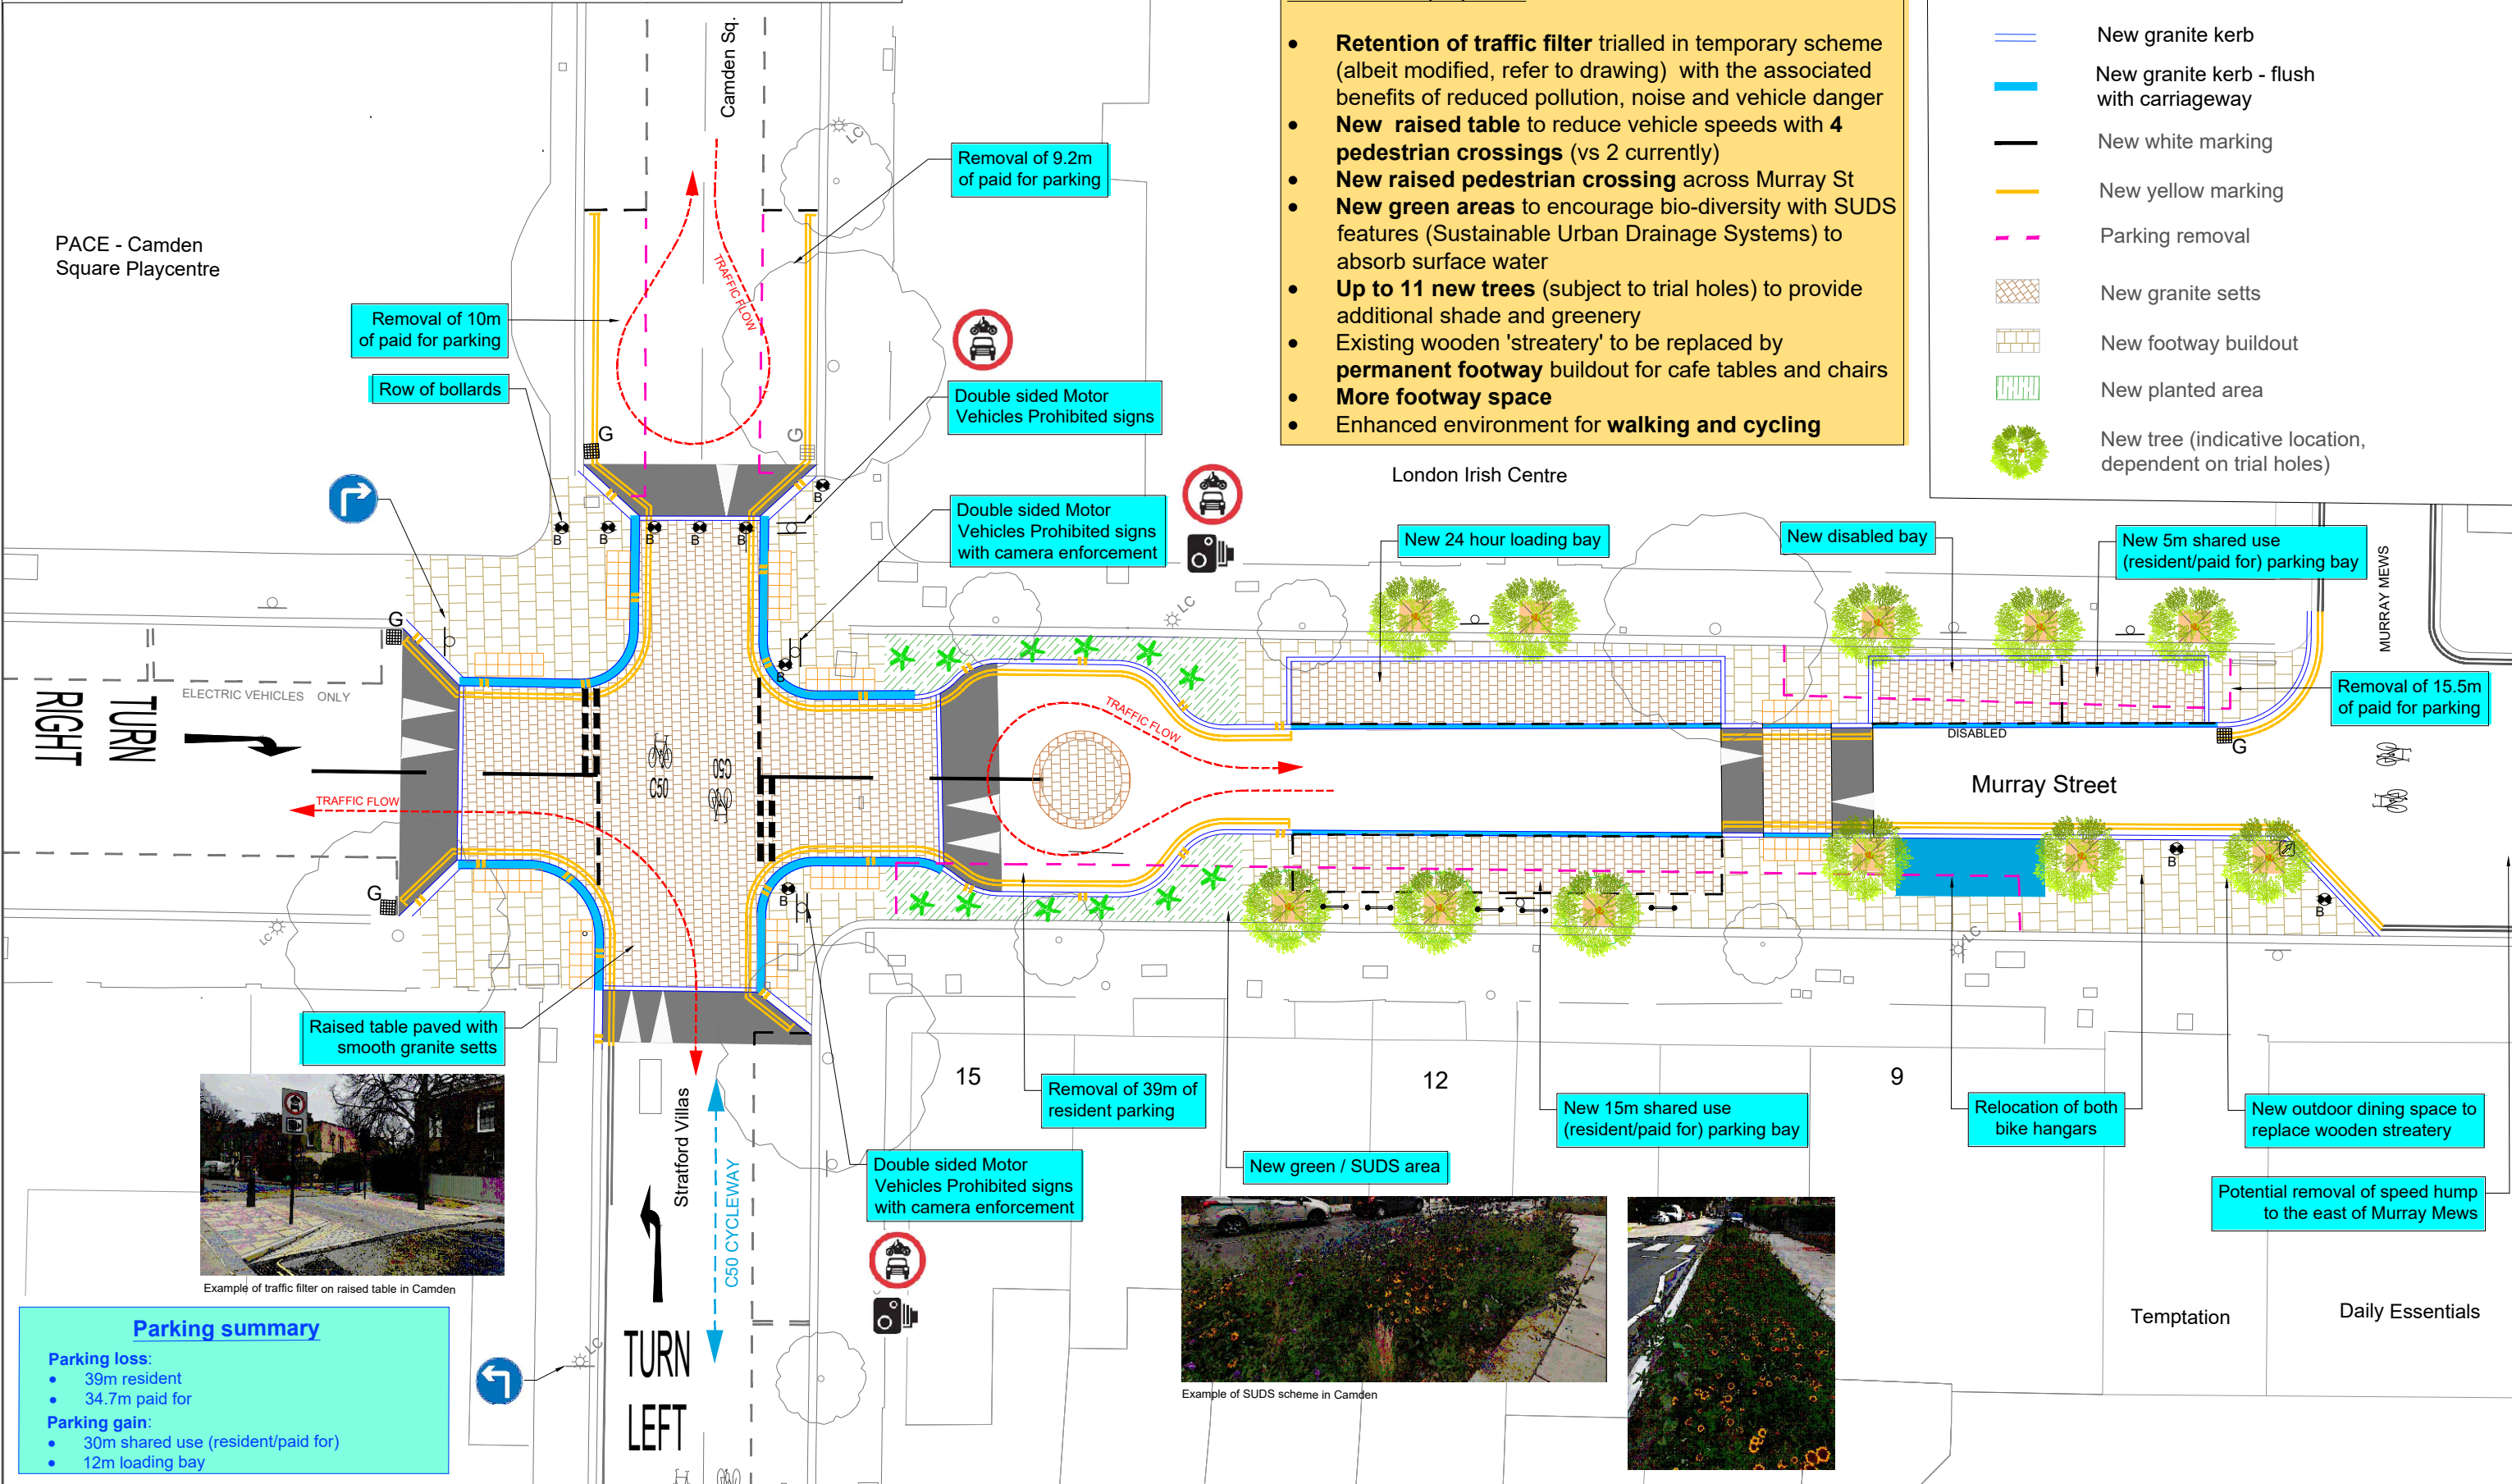 • Retention of traffic filter trialled in temporary scheme
(albeit modified, refer to drawing) with the associated
benefits of reduced pollution, noise and vehicle danger
• New raised table to reduce vehicle speeds with 4
pedestrian crossings (vs 2 currently)
• New raised pedestrian crossing across Murray St
• New green areas to encourage bio-diversity with SUDS
features (Sustainable Urban Drainage Systems) to
absorb surface water
• Up to 11 new trees (subject to trial holes) to provide
additional shade and greenery
• Existing wooden 'streatery' to be replaced by
permanent footway buildout for cafe tables and chairs
• More footway space
• Enhanced environment for walking and cycling
New granite kerb
New granite kerb - flush
with carriageway
New white marking
New yellow marking
Parking removal
New granite setts
New footway buildout
New planted area
New tree (indicative location,
dependent on trial holes)
Camden Sq.
LC
Removal of 9.2m
of paid for parking
PACE - Camden
Square Playcentre
TRAFFIC FLOW
Removal of 10m
of paid for parking
Row of bollards
Double sided Motor
Vehicles Prohibited signs
G
G
B
B
B
B
B
B
Double sided Motor
Vehicles Prohibited signs
with camera enforcement
London Irish Centre
New 24 hour loading bay
New disabled bay
New 5m shared use
(resident/paid for) parking bay
MURRAY MEWS
LC
G
B
ELECTRIC VEHICLES ONLY
TURN
RIGHT
TRAFFIC FLOW
C50
C50
TRAFFIC FLOW
Removal of 15.5m
of paid for parking
DISABLED
G
Murray Street
G
B
B
B
LC
LC
Raised table paved with
smooth granite setts
15
12
9
Removal of 39m of
resident parking
New 15m shared use
(resident/paid for) parking bay
Relocation of both
bike hangars
New outdoor dining space to
replace wooden streatery
Stratford Villas
C50 CYCLEWAY
Double sided Motor
Vehicles Prohibited signs
with camera enforcement
New green / SUDS area
Potential removal of speed hump
to the east of Murray Mews
Example of traffic filter on raised table in Camden
Temptation
Daily Essentials
Parking summary
Parking loss:
• 39m resident
• 34.7m paid for
Parking gain:
• 30m shared use (resident/paid for)
• 12m loading bay
LC
TURN
LEFT
Example of SUDS scheme in Camden